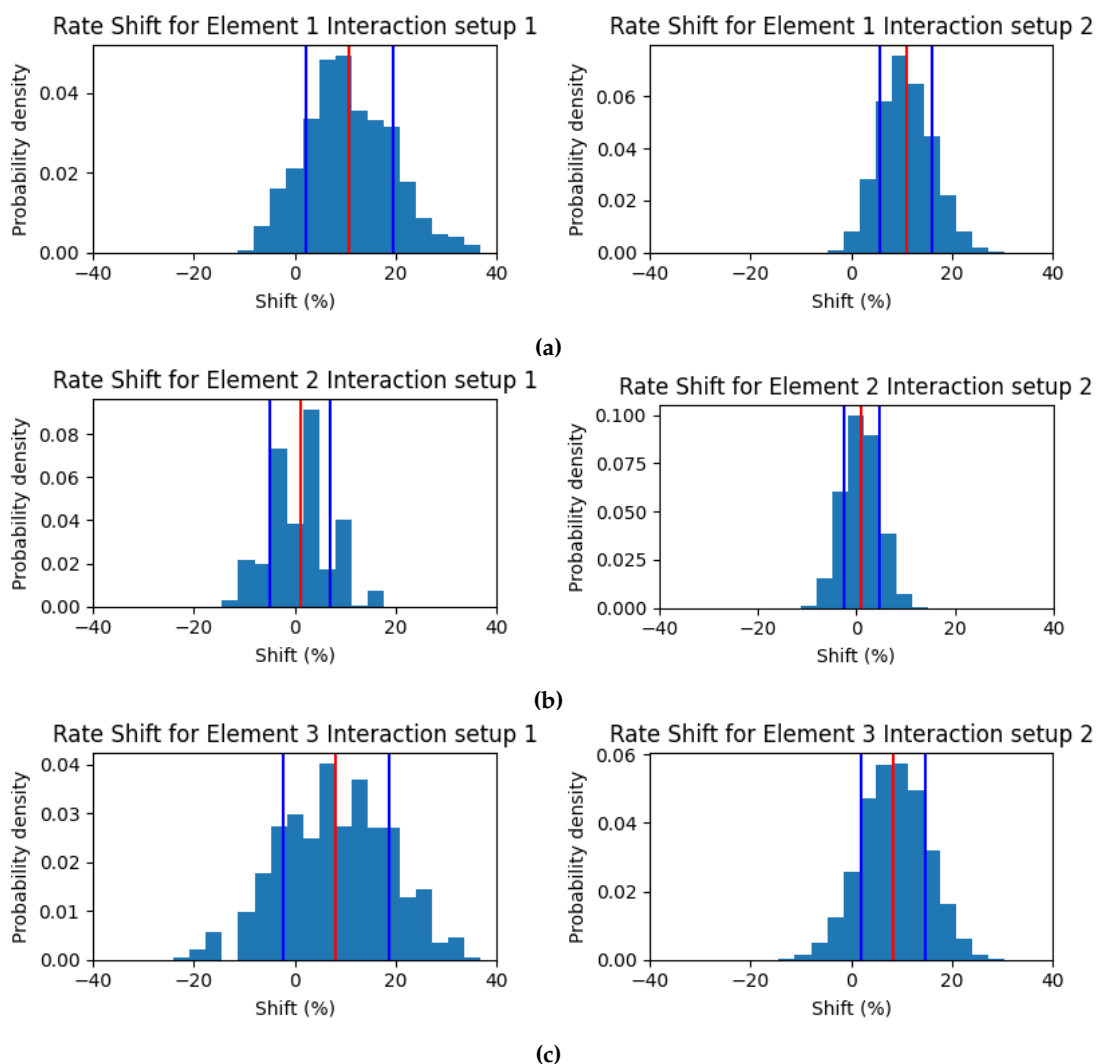 Rate Shift for Element 1 Interaction setup 1
Probability density
0.04
0.02
0.00
−40 −20 0 20 40
Shift (%)
Rate Shift for Element 1 Interaction setup 2
Probability density
0.06
0.04
0.02
0.00
−40 −20 0 20 40
Shift (%)
(a)
Rate Shift for Element 2 Interaction setup 1
Probability density
0.08
0.06
0.04
0.02
0.00
−40 −20 0 20 40
Shift (%)
Rate Shift for Element 2 Interaction setup 2
Probability density
0.100
0.075
0.050
0.025
0.000
−40 −20 0 20 40
Shift (%)
(b)
Rate Shift for Element 3 Interaction setup 1
Probability density
0.04
0.03
0.02
0.01
0.00
−40 −20 0 20 40
Shift (%)
Rate Shift for Element 3 Interaction setup 2
Probability density
0.06
0.04
0.02
0.00
−40 −20 0 20 40
Shift (%)
(c)